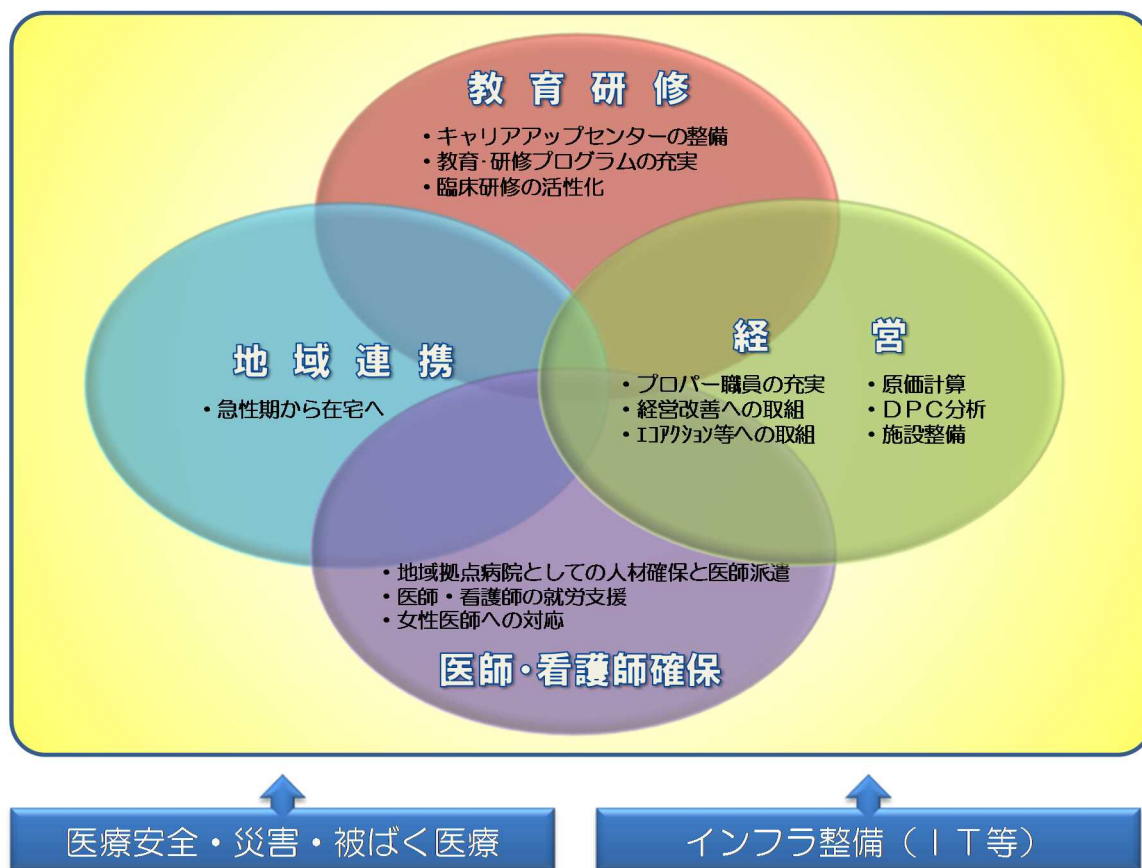 教育研修
・キャリアアップセンターの整備
・教育・研修プログラムの充実
・臨床研修の活性化
地域連携
・急性期から在宅へ
経営
・プロパー職員の充実
・経営改善への取組
・ｴｺｱｸｼｮﾝ等への取組
・原価計算
・ＤＰＣ分析
・施設整備
・地域拠点病院としての人材確保と医師派遣
・医師・看護師の就労支援
・女性医師への対応
医師・看護師確保
医療安全・災害・被ばく医療
インフラ整備（ＩＴ等）